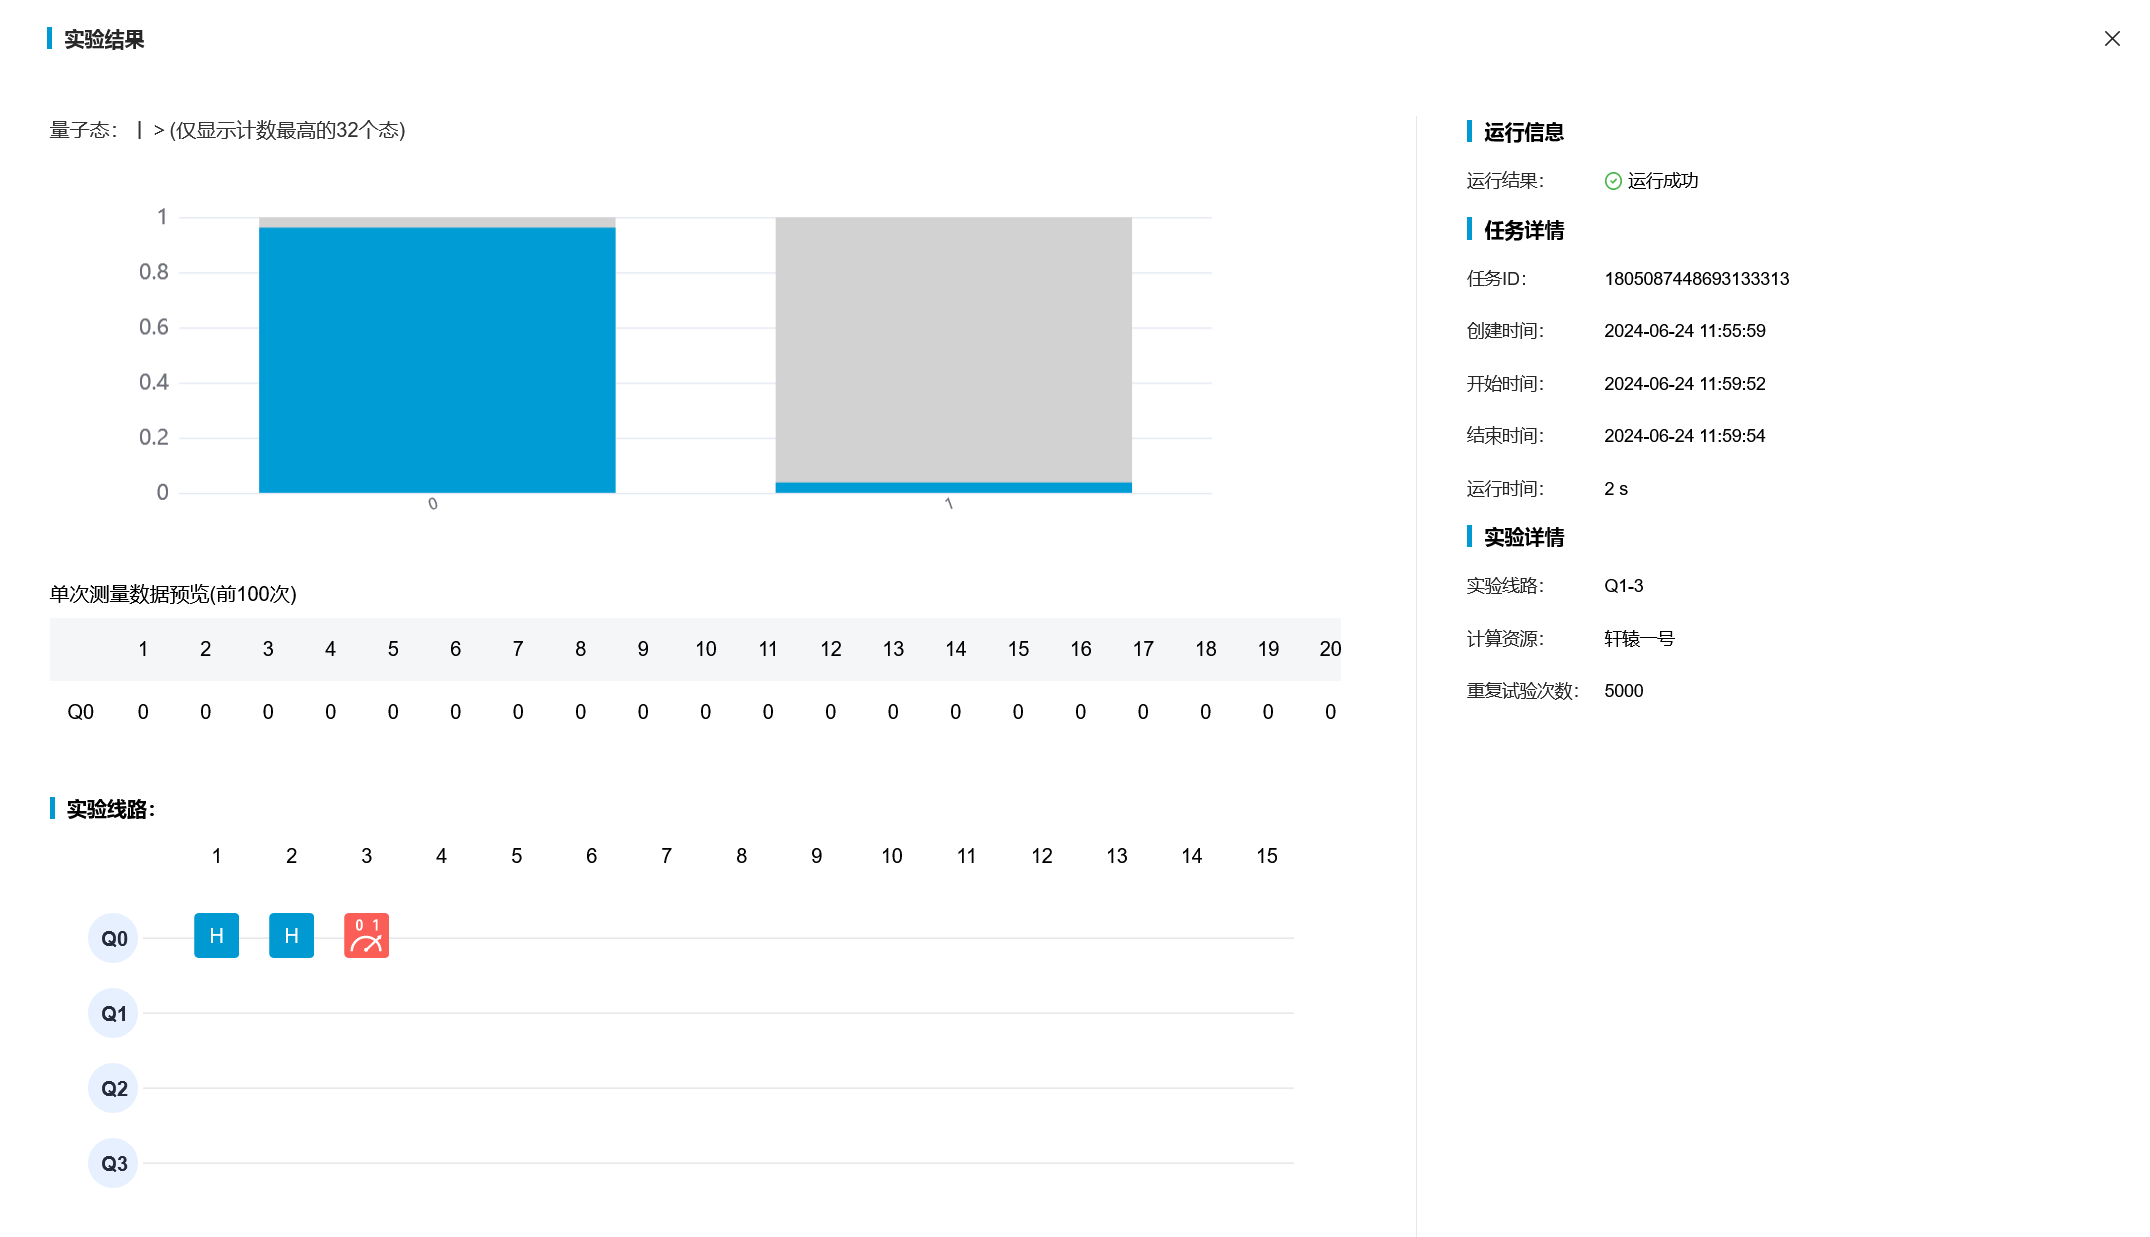 实验结果
量子态： | > (仅显示计数最高的32个态)
1
0.8
0.6
0.4
0.2
0
0 1
单次测量数据预览(前100次)
1 2 3 4 5 6 7 8 9 10 11 12 13 14 15 16 17 18 19 20
Q0 0 0 0 0 0 0 0 0 0 0 0 0 0 0 0 0 0 0 0 0
实验线路：
1 2 3 4 5 6 7 8 9 10 11 12 13 14 15
Q0 H H 0 1
Q1
Q2
Q3
运行信息
运行结果： 运行成功
任务详情
任务ID： 1805087448693133313
创建时间： 2024-06-24 11:55:59
开始时间： 2024-06-24 11:59:52
结束时间： 2024-06-24 11:59:54
运行时间： 2 s
实验详情
实验线路： Q1-3
计算资源： 轩辕一号
重复试验次数： 5000